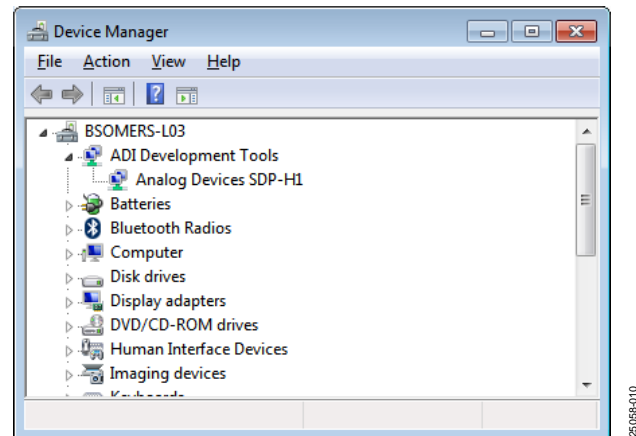 Device Manager
File Action View Help
BSOMERS-L03
ADI Development Tools
Analog Devices SDP-H1
Batteries
Bluetooth Radios
Computer
Disk drives
Display adapters
DVD/CD-ROM drives
Human Interface Devices
Imaging devices
Keyboards
25058-010